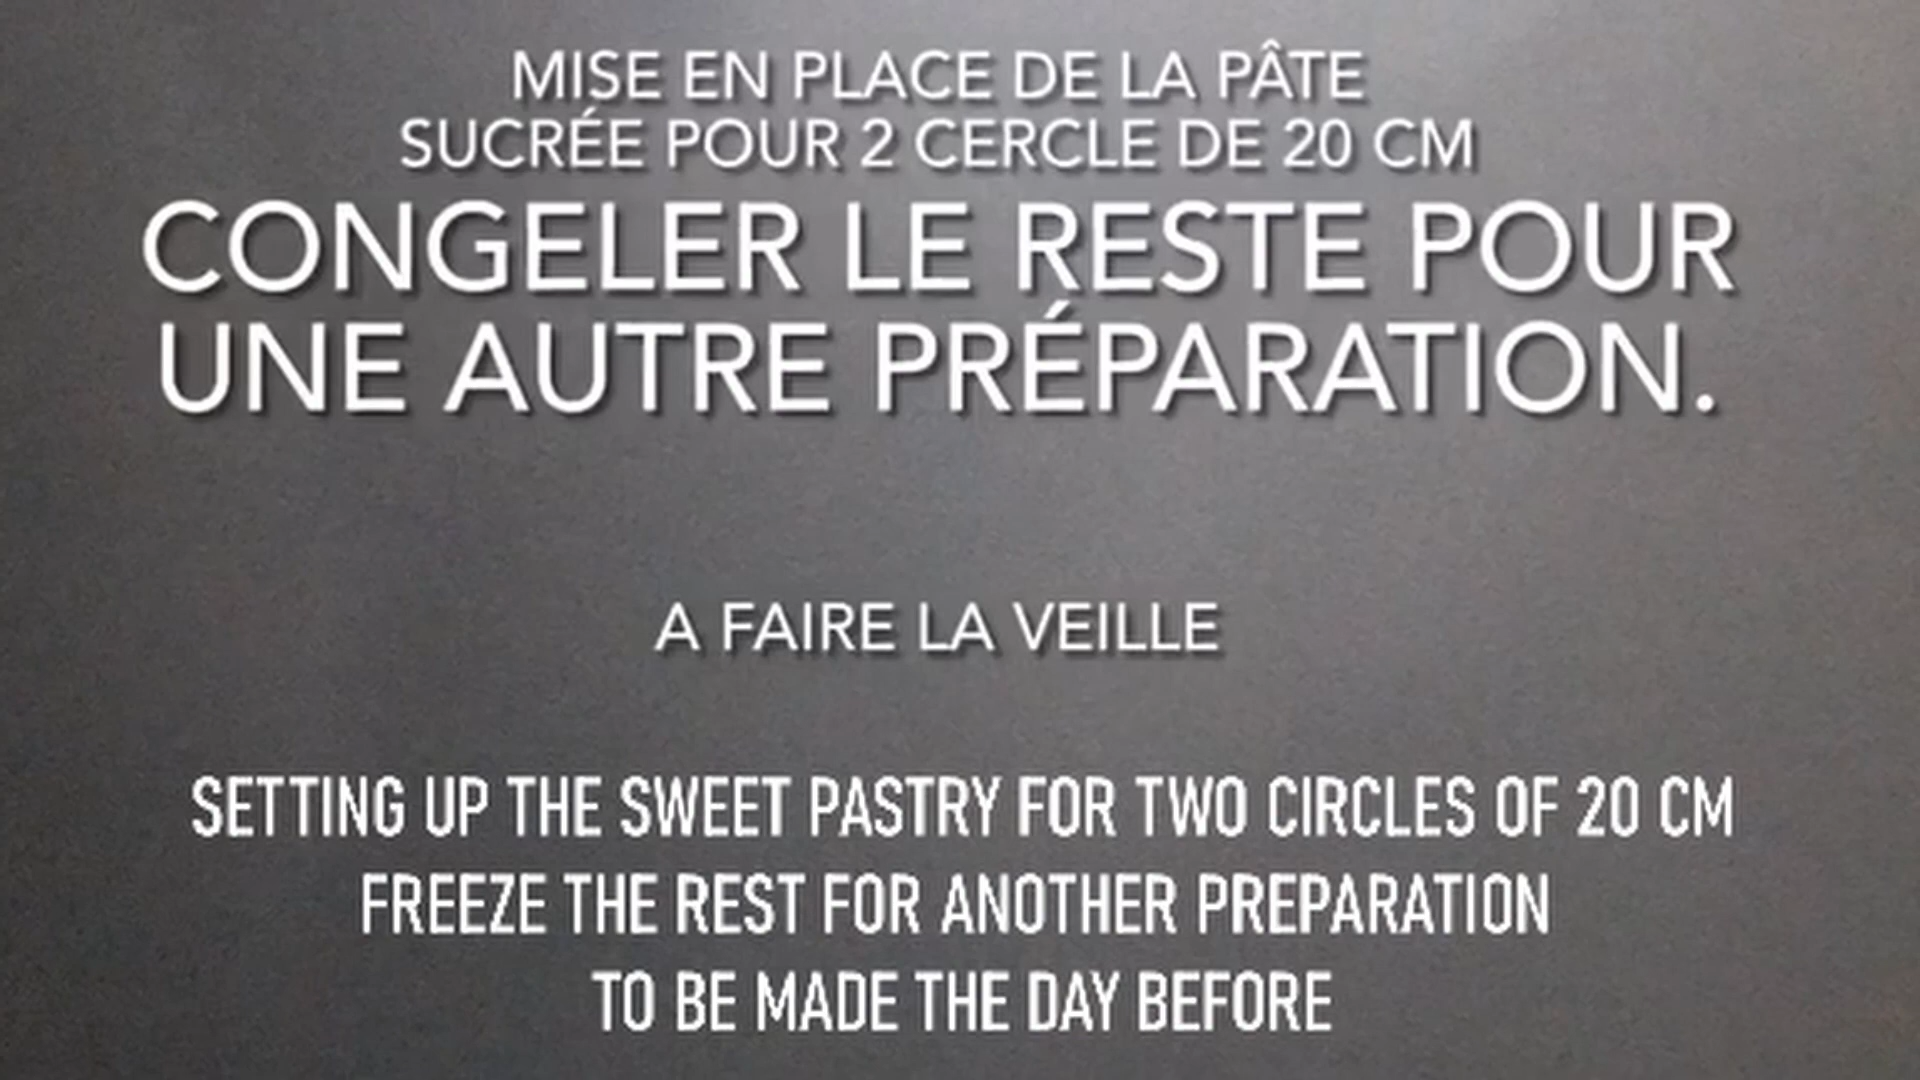 MISE EN PLACE DE LA PÂTE
SUCRÉE POUR 2 CERCLE DE 20 CM
CONGELER LE RESTE POUR
UNE AUTRE PRÉPARATION.
A FAIRE LA VEILLE
SETTING UP THE SWEET PASTRY FOR TWO CIRCLES OF 20 CM
FREEZE THE REST FOR ANOTHER PREPARATION
TO BE MADE THE DAY BEFORE